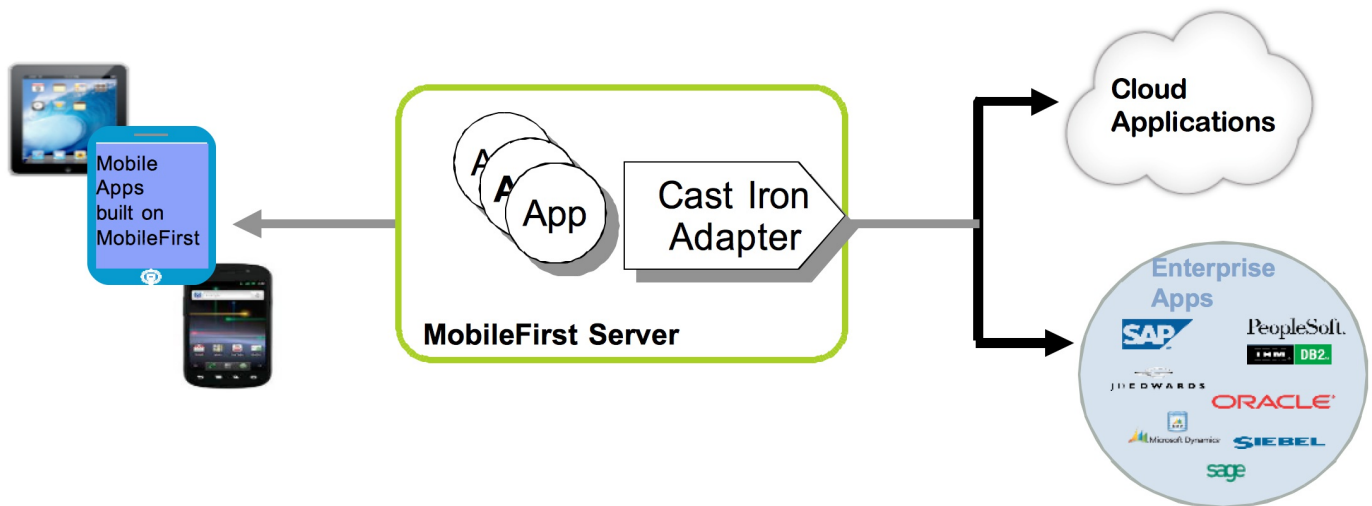 Mobile
Apps
built on
MobileFirst
A
A
App
Cast Iron
Adapter
MobileFirst Server
Cloud
Applications
Enterprise
Apps
SAP
PeopleSoft.
IBM. DB2.
JD EDWARDS
ORACLE
Microsoft Dynamics
SIEBEL
sage